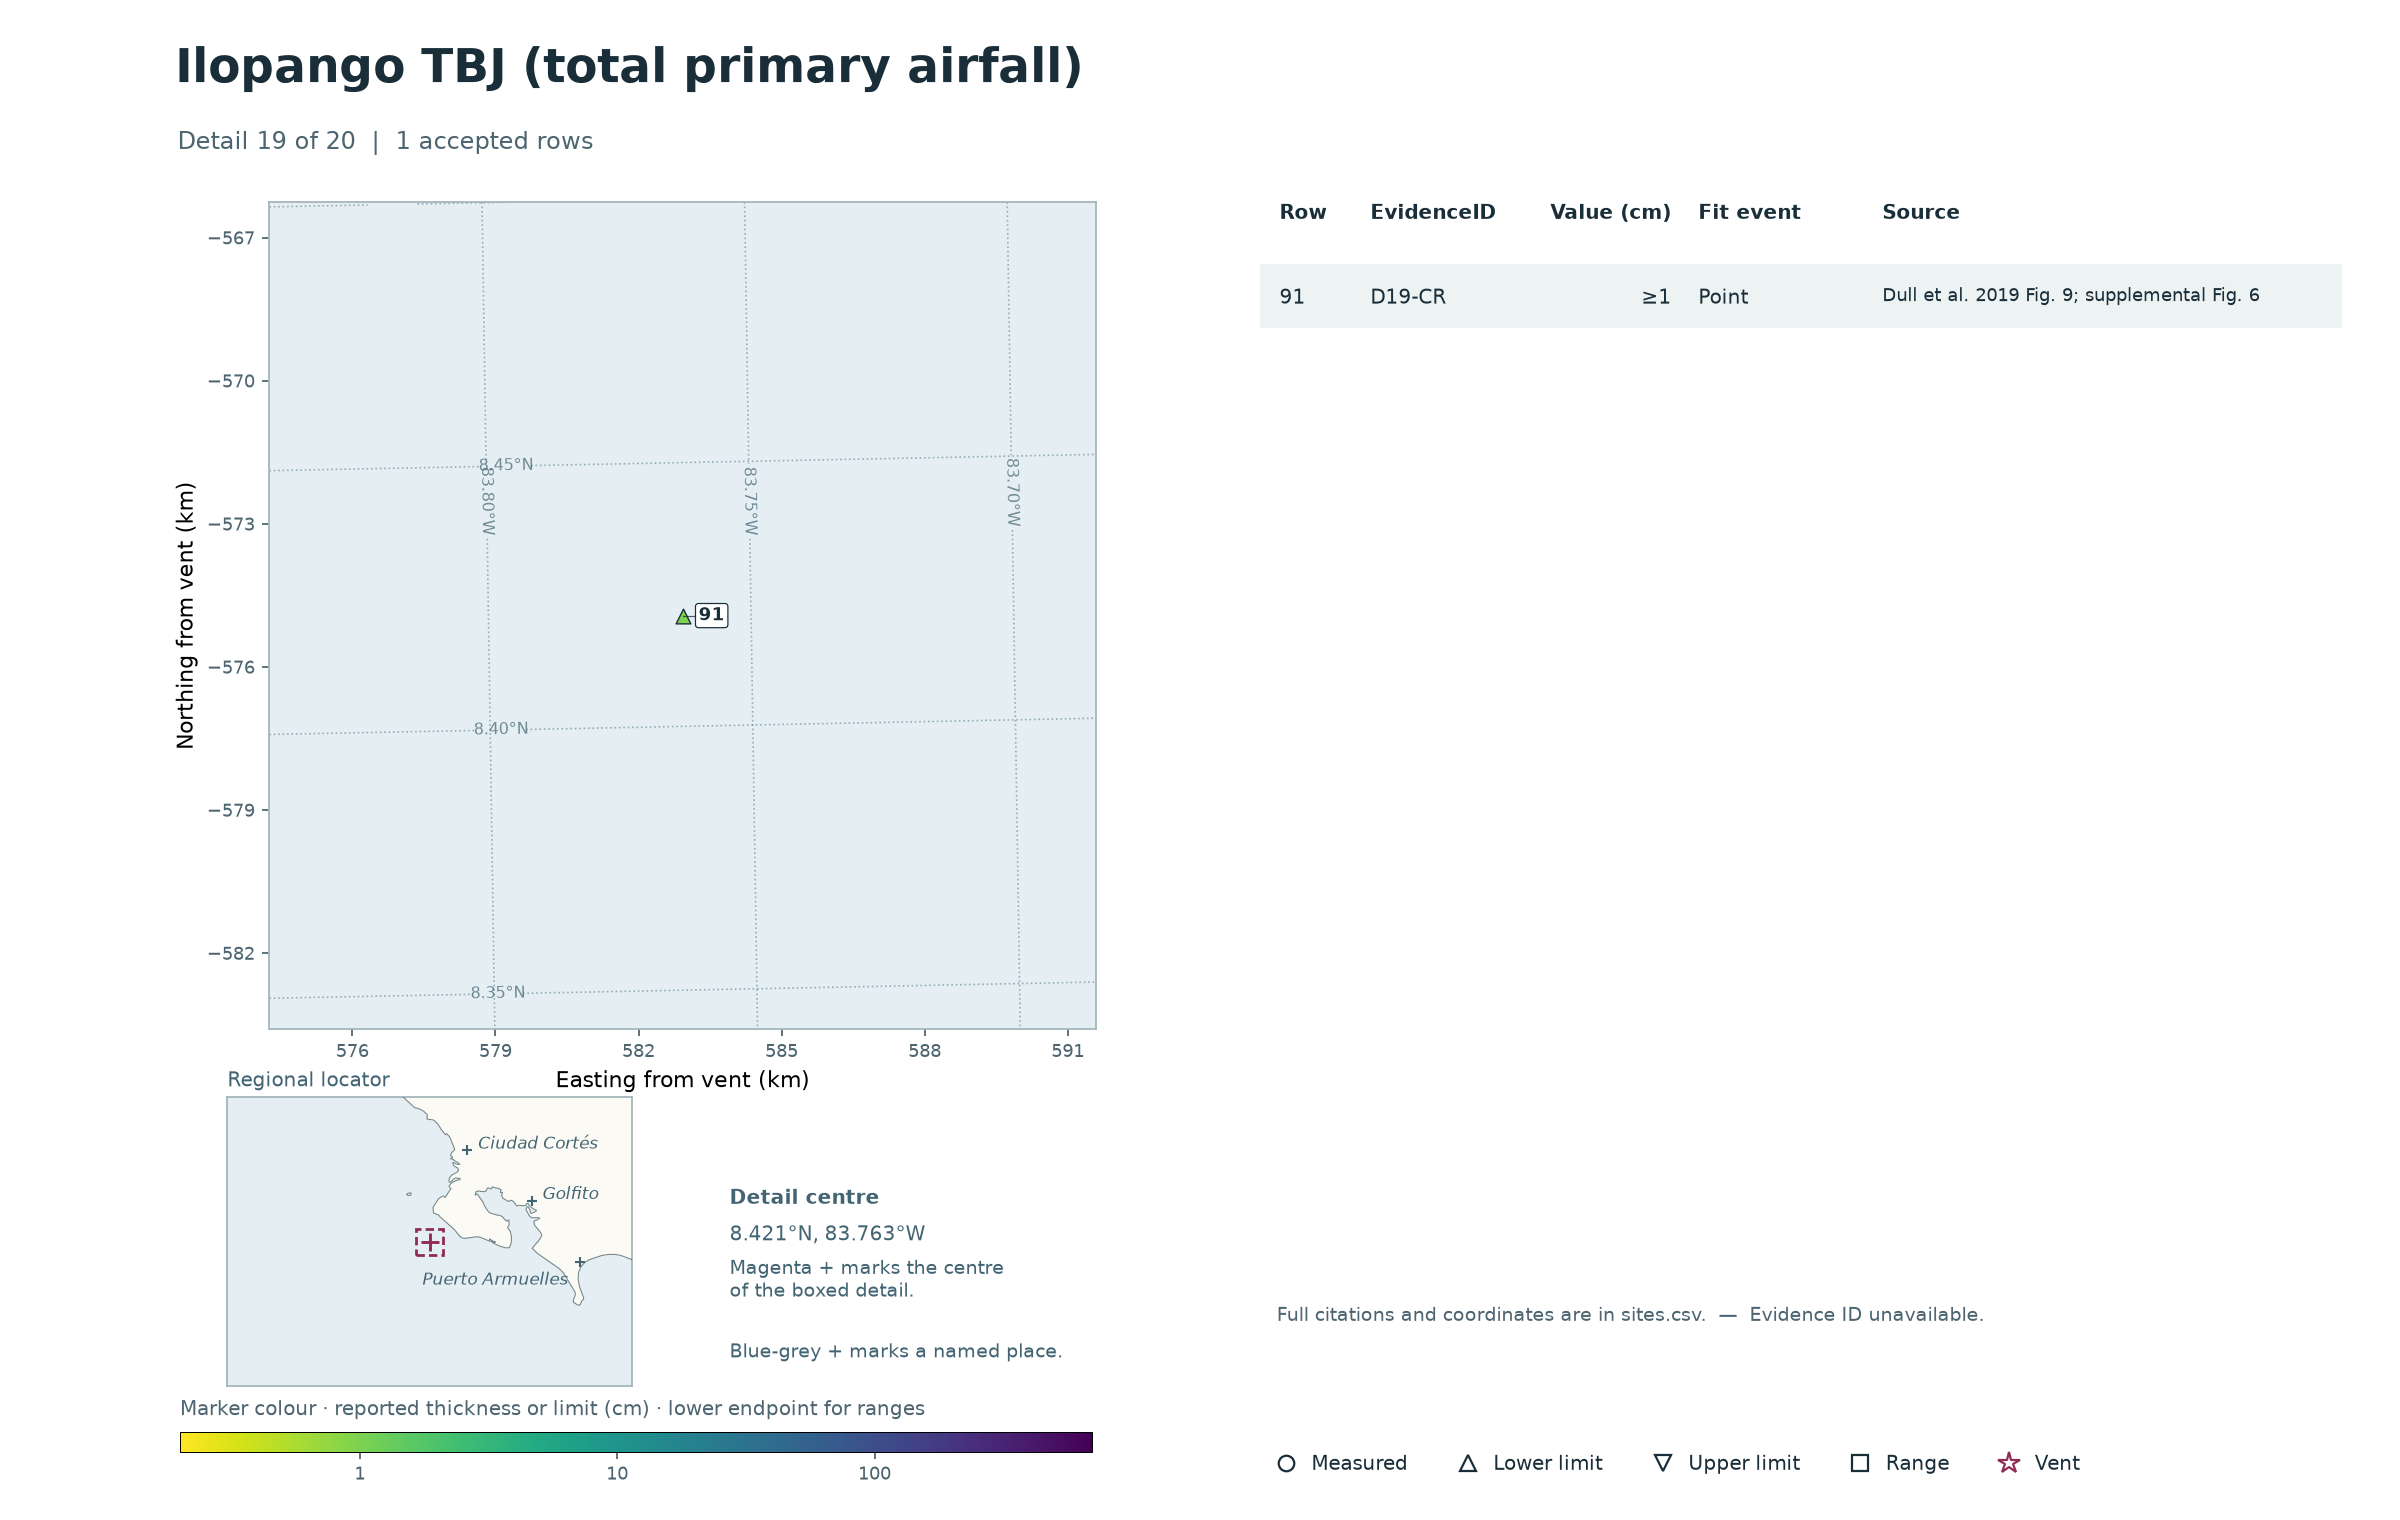 Ilopango TBJ (total primary airfall)
Detail 19 of 20  |  1 accepted rows
Row EvidenceID Value (cm) Fit event Source
91 D19-CR ≥1 Point Dull et al. 2019 Fig. 9; supplemental Fig. 6
Northing from vent (km)
−567
−570
−573
−576
−579
−582
8.45°N
83.80°W
83.75°W
83.70°W
91
8.40°N
8.35°N
576 579 582 585 588 591
Easting from vent (km)
Regional locator
Ciudad Cortés
Golfito
Puerto Armuelles
Detail centre
8.421°N, 83.763°W
Magenta + marks the centre
of the boxed detail.
Blue-grey + marks a named place.
Full citations and coordinates are in sites.csv.  —  Evidence ID unavailable.
Marker colour · reported thickness or limit (cm) · lower endpoint for ranges
1 10 100
Measured Lower limit Upper limit Range Vent